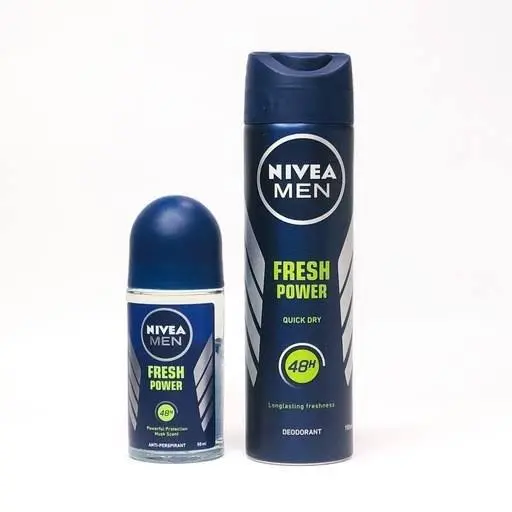 NIVEA
MEN
FRESH
POWER
48H
Powerful Protection
Musk Scent
ANTI-PERSPIRANT
50 ml
NIVEA
MEN
FRESH
POWER
QUICK DRY
48H
Longlasting freshness
DEODORANT